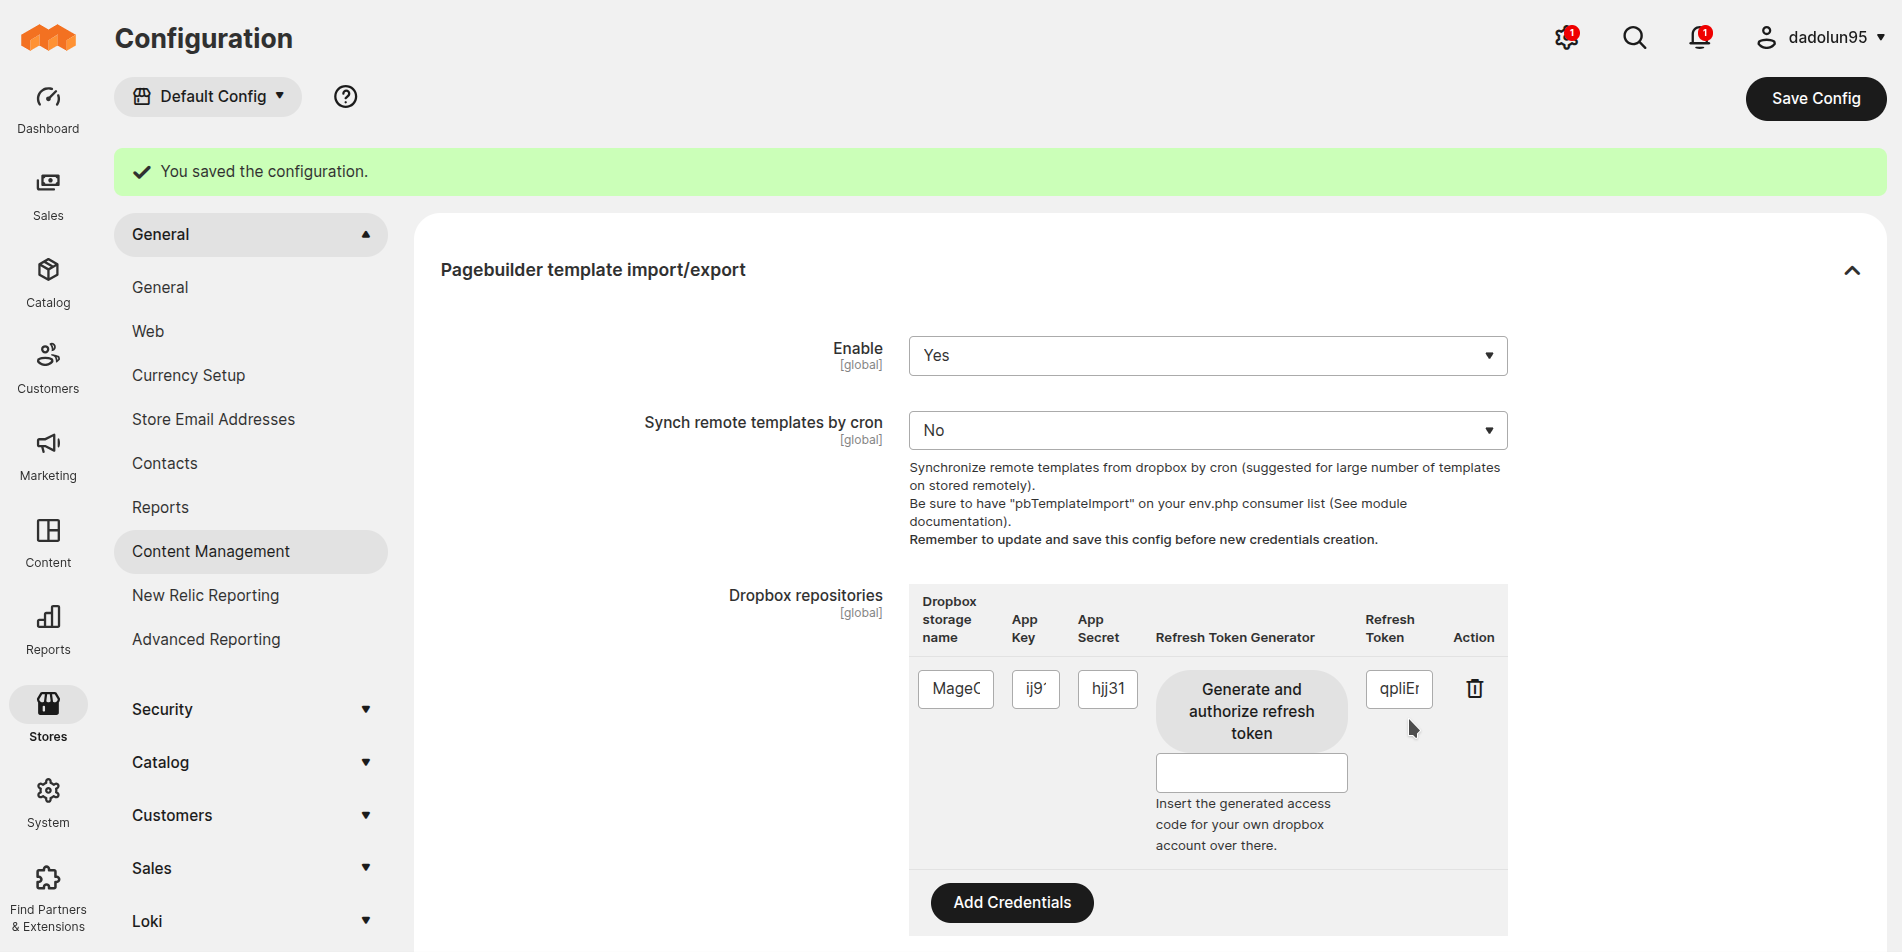 Configuration
1
1
dadolun95
Default Config
Save Config
You saved the configuration.
Dashboard
Sales
Catalog
Customers
Marketing
Content
Reports
Stores
System
Find Partners
& Extensions
General
General
Web
Currency Setup
Store Email Addresses
Contacts
Reports
Content Management
New Relic Reporting
Advanced Reporting
Security
Catalog
Customers
Sales
Loki
Pagebuilder template import/export
Enable
[global]
Yes
Synch remote templates by cron
[global]
No
Synchronize remote templates from dropbox by cron (suggested for large number of templates
on stored remotely).
Be sure to have "pbTemplateImport" on your env.php consumer list (See module
documentation).
Remember to update and save this config before new credentials creation.
Dropbox repositories
[global]
Dropbox
storage
name
App
Key
App
Secret
Refresh Token Generator
Refresh
Token
Action
hjj31
Generate and
authorize refresh
token
Insert the generated access
code for your own dropbox
account over there.
Add Credentials